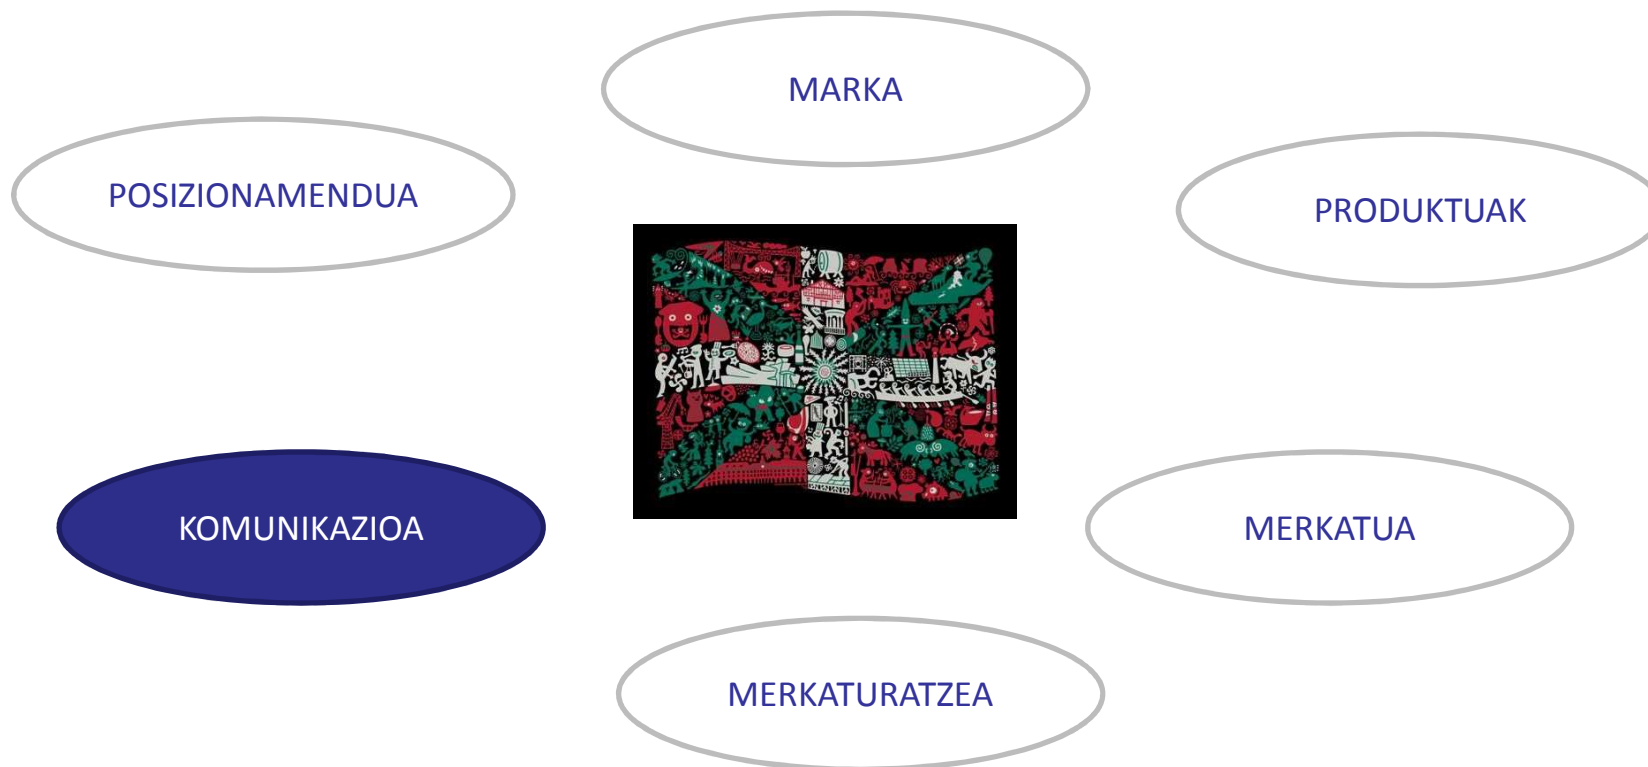 MARKA
POSIZIONAMENDUA
PRODUKTUAK
KOMUNIKAZIOA
MERKATUA
MERKATURATZEA